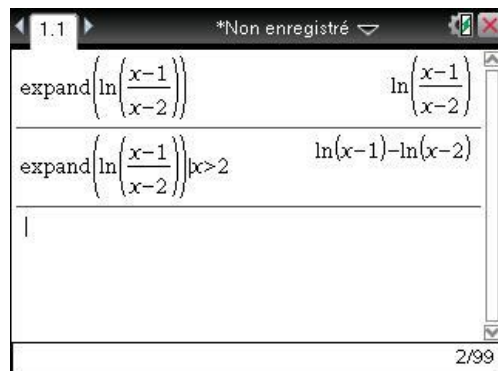 1.1 *Non enregistré
expand(ln((x-1)/(x-2))) ln((x-1)/(x-2))
expand(ln((x-1)/(x-2)))|x>2 ln(x-1)-ln(x-2)
2/99